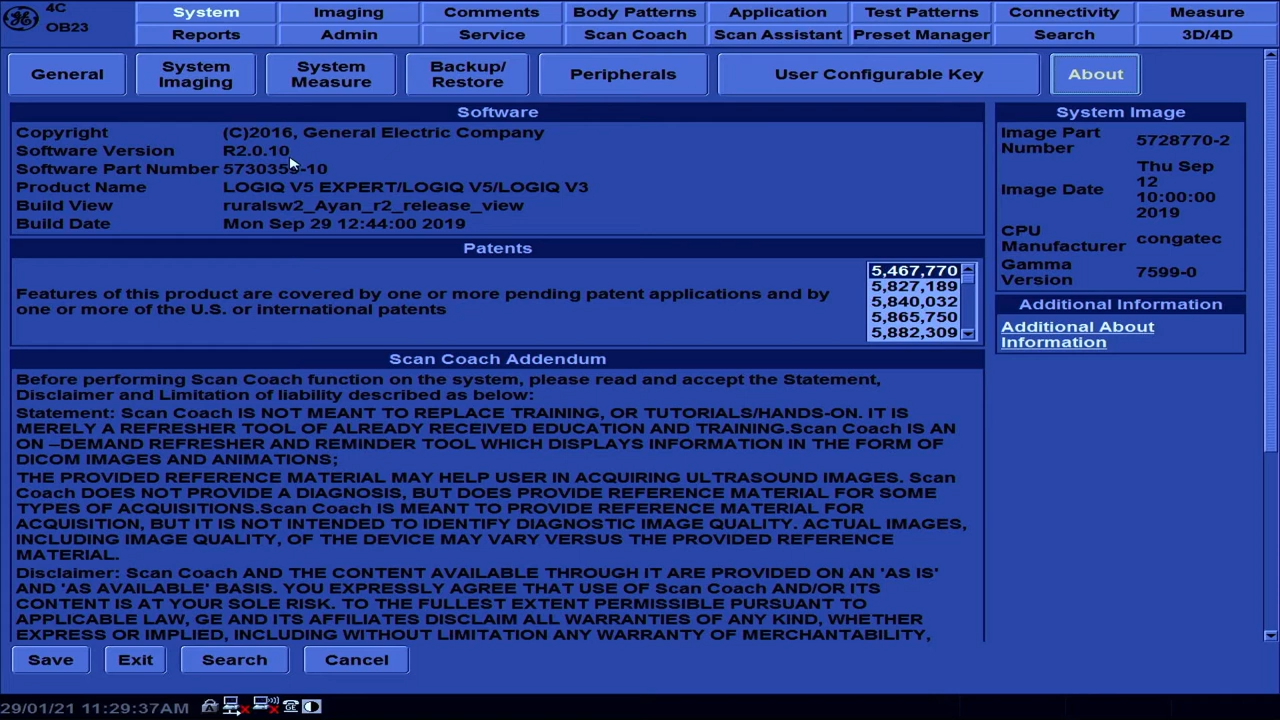 4C
OB23
System Imaging Comments Body Patterns Application Test Patterns Connectivity Measure
Reports Admin Service Scan Coach Scan Assistant Preset Manager Search 3D/4D
General
System
Imaging
System
Measure
Backup/
Restore
Peripherals
User Configurable Key
About
Software
Copyright (C)2016, General Electric Company
Software Version R2.0.10
Software Part Number
Product Name LOGIQ V5 EXPERT/LOGIQ V5/LOGIQ V3
Build View ruralsw2_Ayan_r2_release_view
Build Date Mon Sep 29 12:44:00 2019
Patents
Features of this product are covered by one or more pending patent applications and by
one or more of the U.S. or international patents
5,467,770
5,827,189
5,840,032
5,865,750
5,882,309
Scan Coach Addendum
Before performing Scan Coach function on the system, please read and accept the Statement,
Disclaimer and Limitation of liability described as below:
Statement: Scan Coach IS NOT MEANT TO REPLACE TRAINING, OR TUTORIALS/HANDS-ON. IT IS
MERELY A REFRESHER TOOL OF ALREADY RECEIVED EDUCATION AND TRAINING.Scan Coach IS AN
ON –DEMAND REFRESHER AND REMINDER TOOL WHICH DISPLAYS INFORMATION IN THE FORM OF
DICOM IMAGES AND ANIMATIONS;
THE PROVIDED REFERENCE MATERIAL MAY HELP USER IN ACQUIRING ULTRASOUND IMAGES. Scan
Coach DOES NOT PROVIDE A DIAGNOSIS, BUT DOES PROVIDE REFERENCE MATERIAL FOR SOME
TYPES OF ACQUISITIONS.Scan Coach IS MEANT TO PROVIDE REFERENCE MATERIAL FOR
ACQUISITION, BUT IT IS NOT INTENDED TO IDENTIFY DIAGNOSTIC IMAGE QUALITY. ACTUAL IMAGES,
INCLUDING IMAGE QUALITY, OF THE DEVICE MAY VARY VERSUS THE PROVIDED REFERENCE
MATERIAL.
Disclaimer: Scan Coach AND THE CONTENT AVAILABLE THROUGH IT ARE PROVIDED ON AN 'AS IS'
AND 'AS AVAILABLE' BASIS. YOU EXPRESSLY AGREE THAT USE OF Scan Coach AND/OR ITS
CONTENT IS AT YOUR SOLE RISK. TO THE FULLEST EXTENT PERMISSIBLE PURSUANT TO
APPLICABLE LAW, GE AND ITS AFFILIATES DISCLAIM ALL WARRANTIES OF ANY KIND, WHETHER
EXPRESS OR IMPLIED, INCLUDING WITHOUT LIMITATION ANY WARRANTY OF MERCHANTABILITY,
System Image
Image Part
Number 5728770-2
Image Date Thu Sep
12
10:00:00
2019
CPU
Manufacturer congatec
Gamma
Version 7599-0
Additional Information
Additional About
Information
Save Exit Search Cancel
29/01/21 11:29:37AM